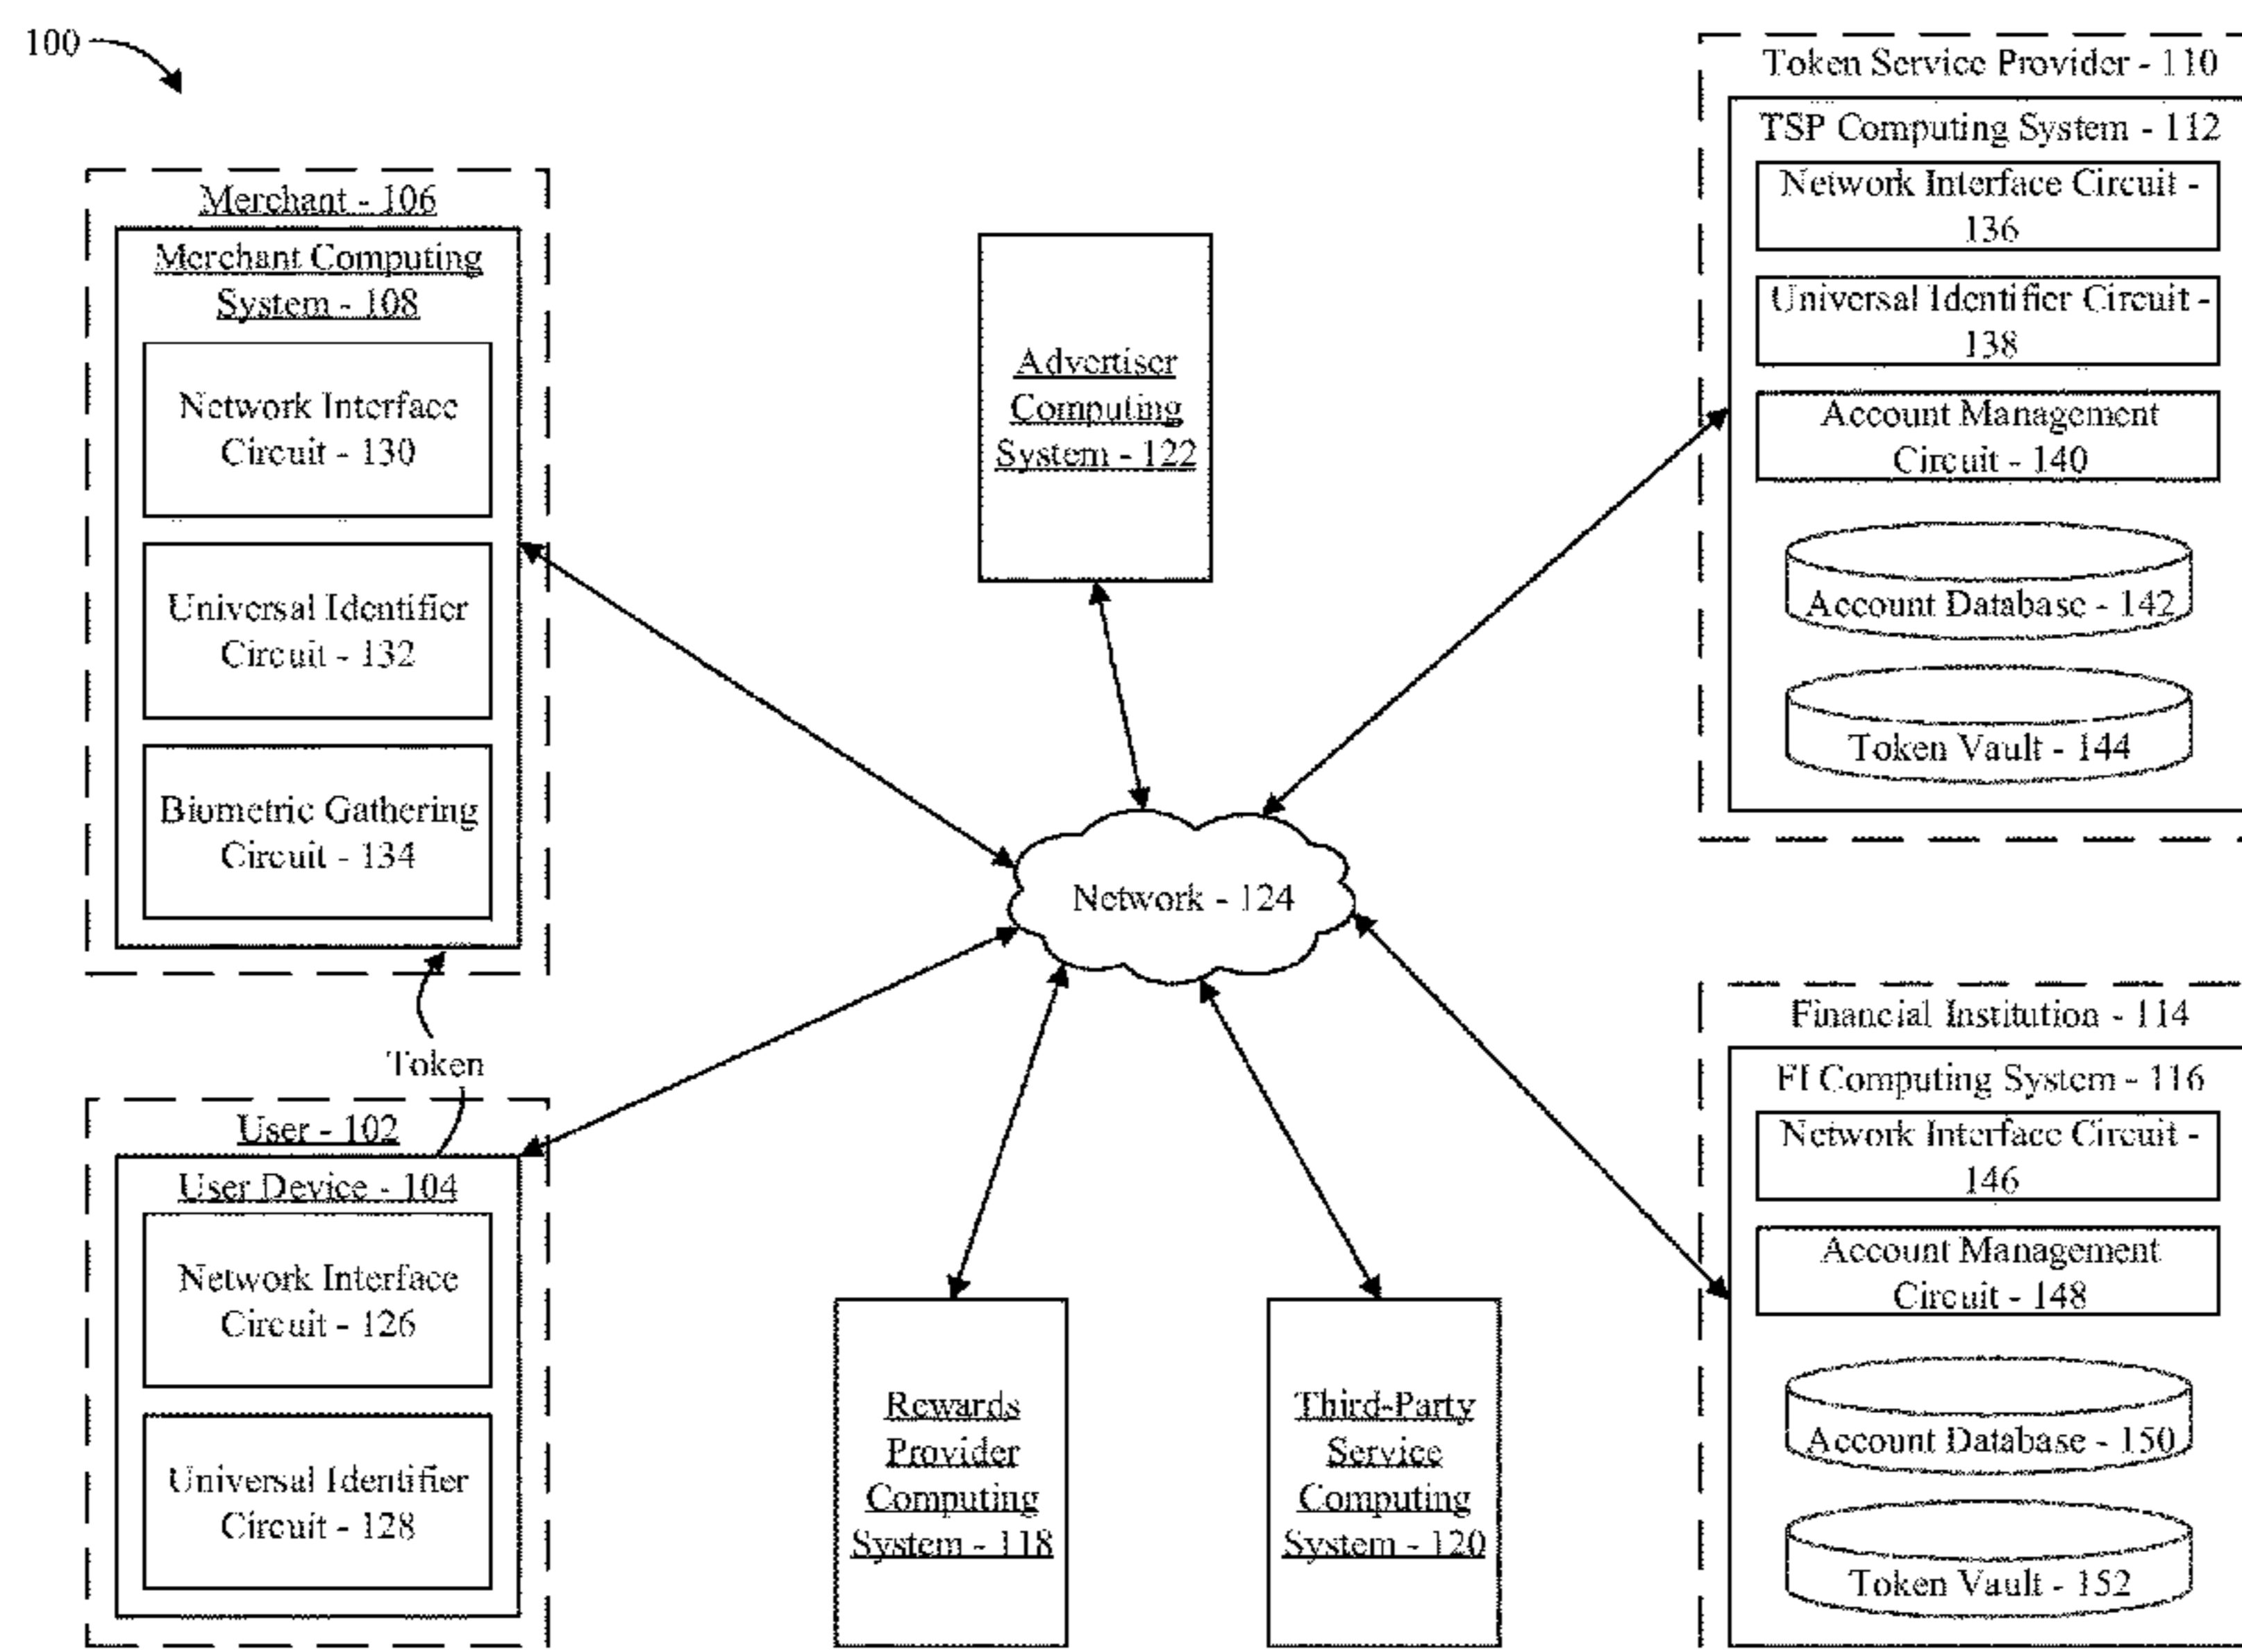 100
Merchant - 106
Merchant Computing
System - 108
Network Interface
Circuit - 130
Universal Identifier
Circuit - 132
Biometric Gathering
Circuit - 134
Token
User - 102
User Device - 104
Network Interface
Circuit - 126
Universal Identifier
Circuit - 128
Advertiser
Computing
System - 122
Network - 124
Rewards
Provider
Computing
System - 118
Third-Party
Service
Computing
System - 120
Token Service Provider - 110
TSP Computing System - 112
Network Interface Circuit -
136
Universal Identifier Circuit -
138
Account Management
Circuit - 140
Account Database - 142
Token Vault - 144
Financial Institution - 114
FI Computing System - 116
Network Interface Circuit -
146
Account Management
Circuit - 148
Account Database - 150
Token Vault - 152